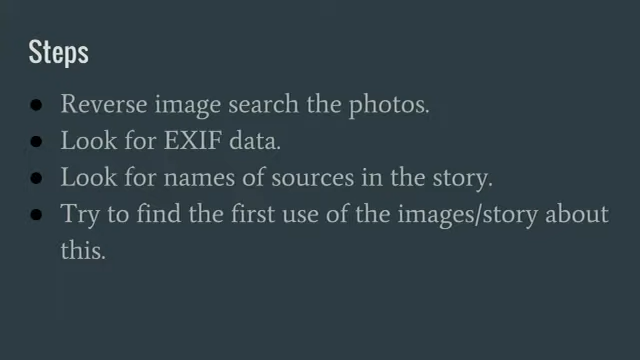 Steps
● Reverse image search the photos.
● Look for EXIF data.
● Look for names of sources in the story.
● Try to find the first use of the images/story about
this.